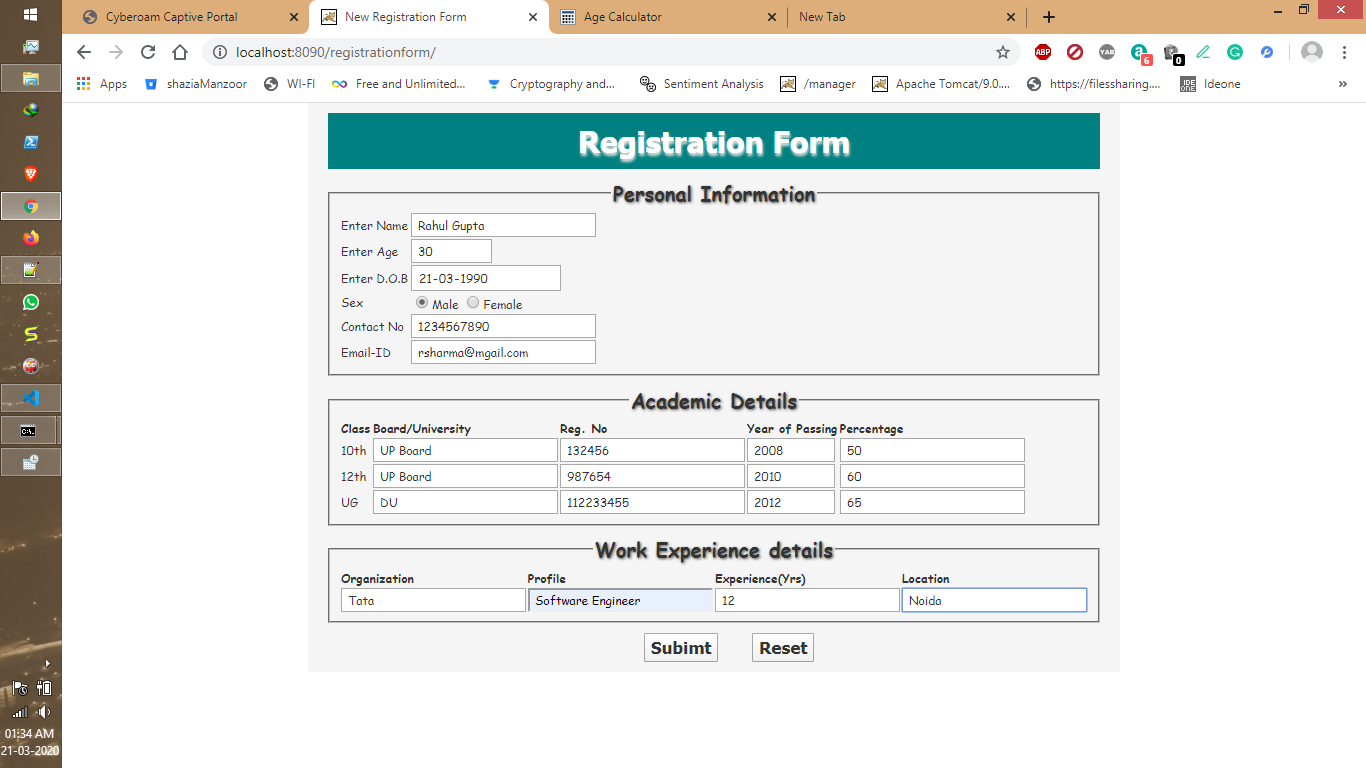 Cyberoam Captive Portal
New Registration Form
Age Calculator
New Tab
localhost:8090/registrationform/
ABP
YAB
6
0
Apps
shaziaManzoor
WI-FI
Free and Unlimited...
Cryptography and...
Sentiment Analysis
/manager
Apache Tomcat/9.0....
https://filessharing....
IDE
ONE
Ideone
Registration Form
Personal Information
Enter Name Rahul Gupta
Enter Age 30
Enter D.O.B 21-03-1990
Sex Male Female
Contact No 1234567890
Email-ID rsharma@mgail.com
Academic Details
Class Board/University Reg. No Year of Passing Percentage
10th UP Board 132456 2008 50
12th UP Board 987654 2010 60
UG DU 112233455 2012 65
Work Experience details
Organization Profile Experience(Yrs) Location
Tata Software Engineer 12 Noida
Subimt Reset
01:34 AM
21-03-2020